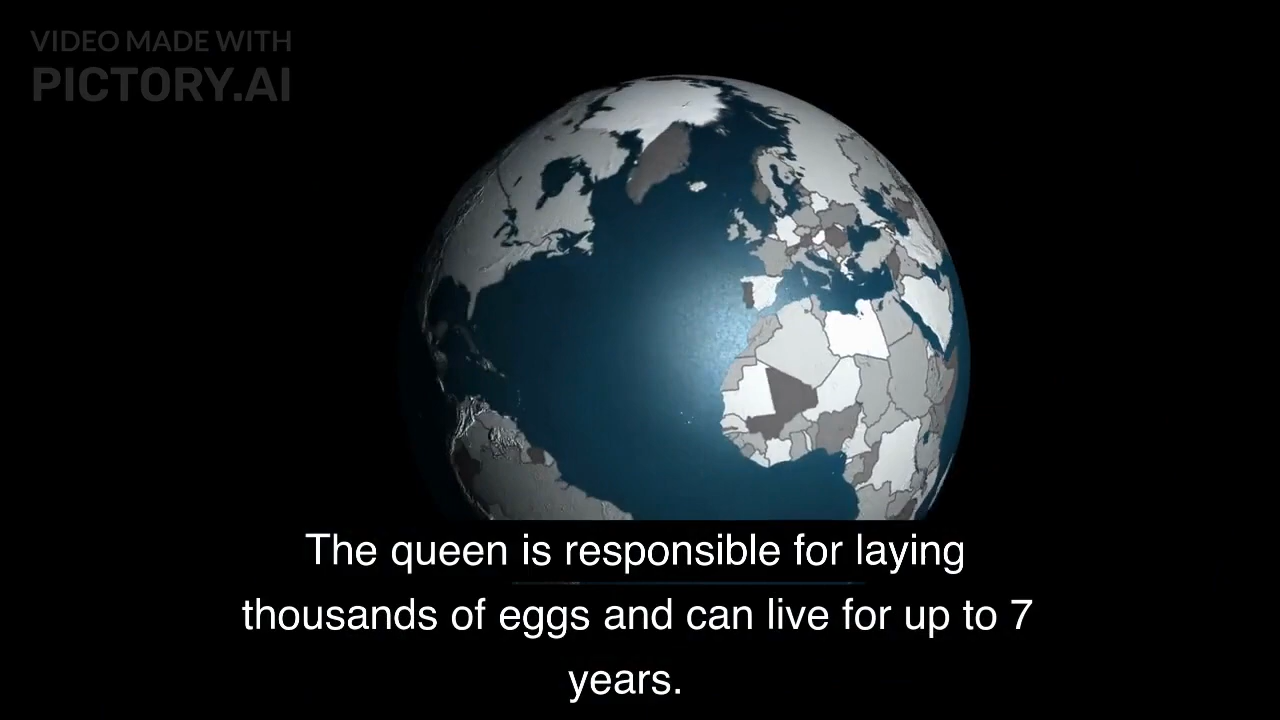 VIDEO MADE WITH
PICTORY.AI
The queen is responsible for laying
thousands of eggs and can live for up to 7
years.